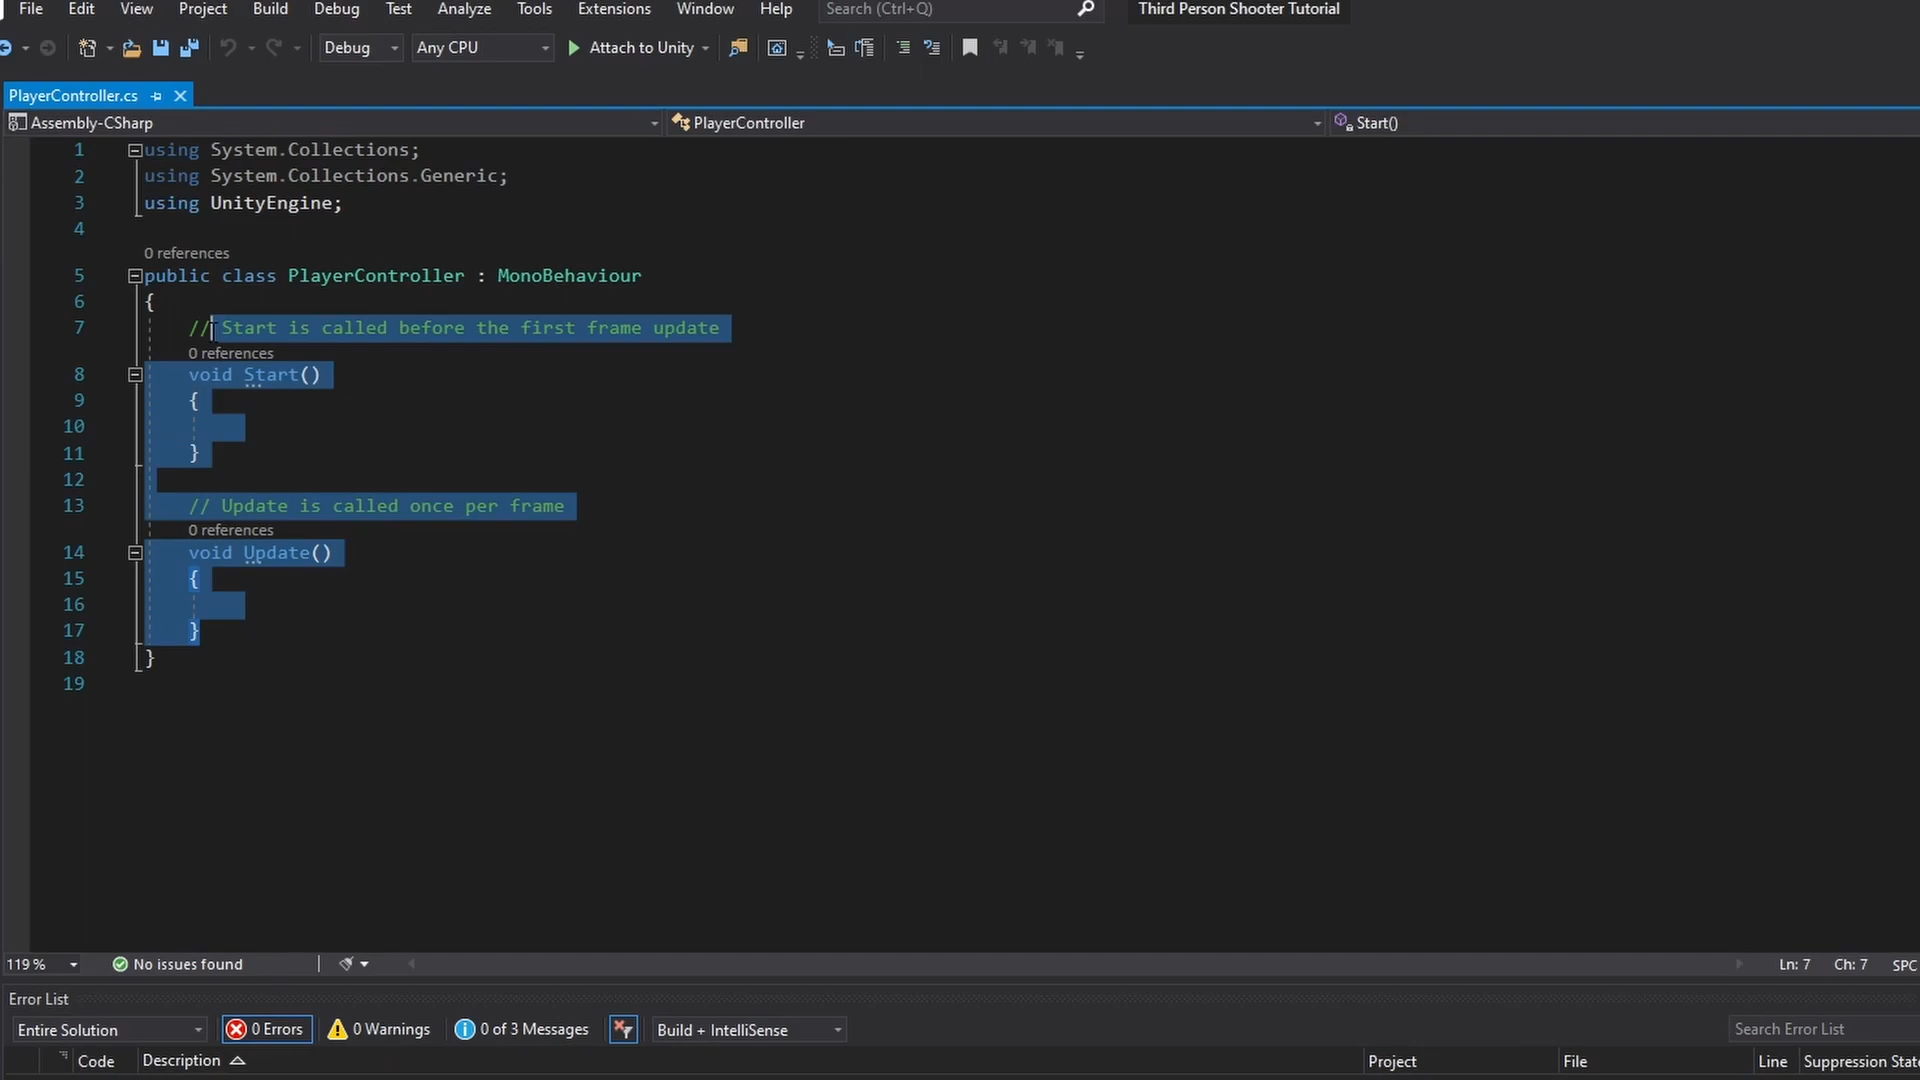 File Edit View Project Build Debug Test Analyze Tools Extensions Window Help Search (Ctrl+Q) Third Person Shooter Tutorial
Debug Any CPU Attach to Unity
PlayerController.cs
Assembly-CSharp PlayerController Start()
1 using System.Collections;
2 using System.Collections.Generic;
3 using UnityEngine;
4
0 references
5 public class PlayerController : MonoBehaviour
6 {
7 // Start is called before the first frame update
0 references
8 void Start()
9 {
10
11 }
12
13 // Update is called once per frame
0 references
14 void Update()
15 {
16
17 }
18 }
19
119 % No issues found Ln: 7 Ch: 7 SPC
Error List
Entire Solution 0 Errors 0 Warnings 0 of 3 Messages Build + IntelliSense Search Error List
Code Description Project File Line Suppression State